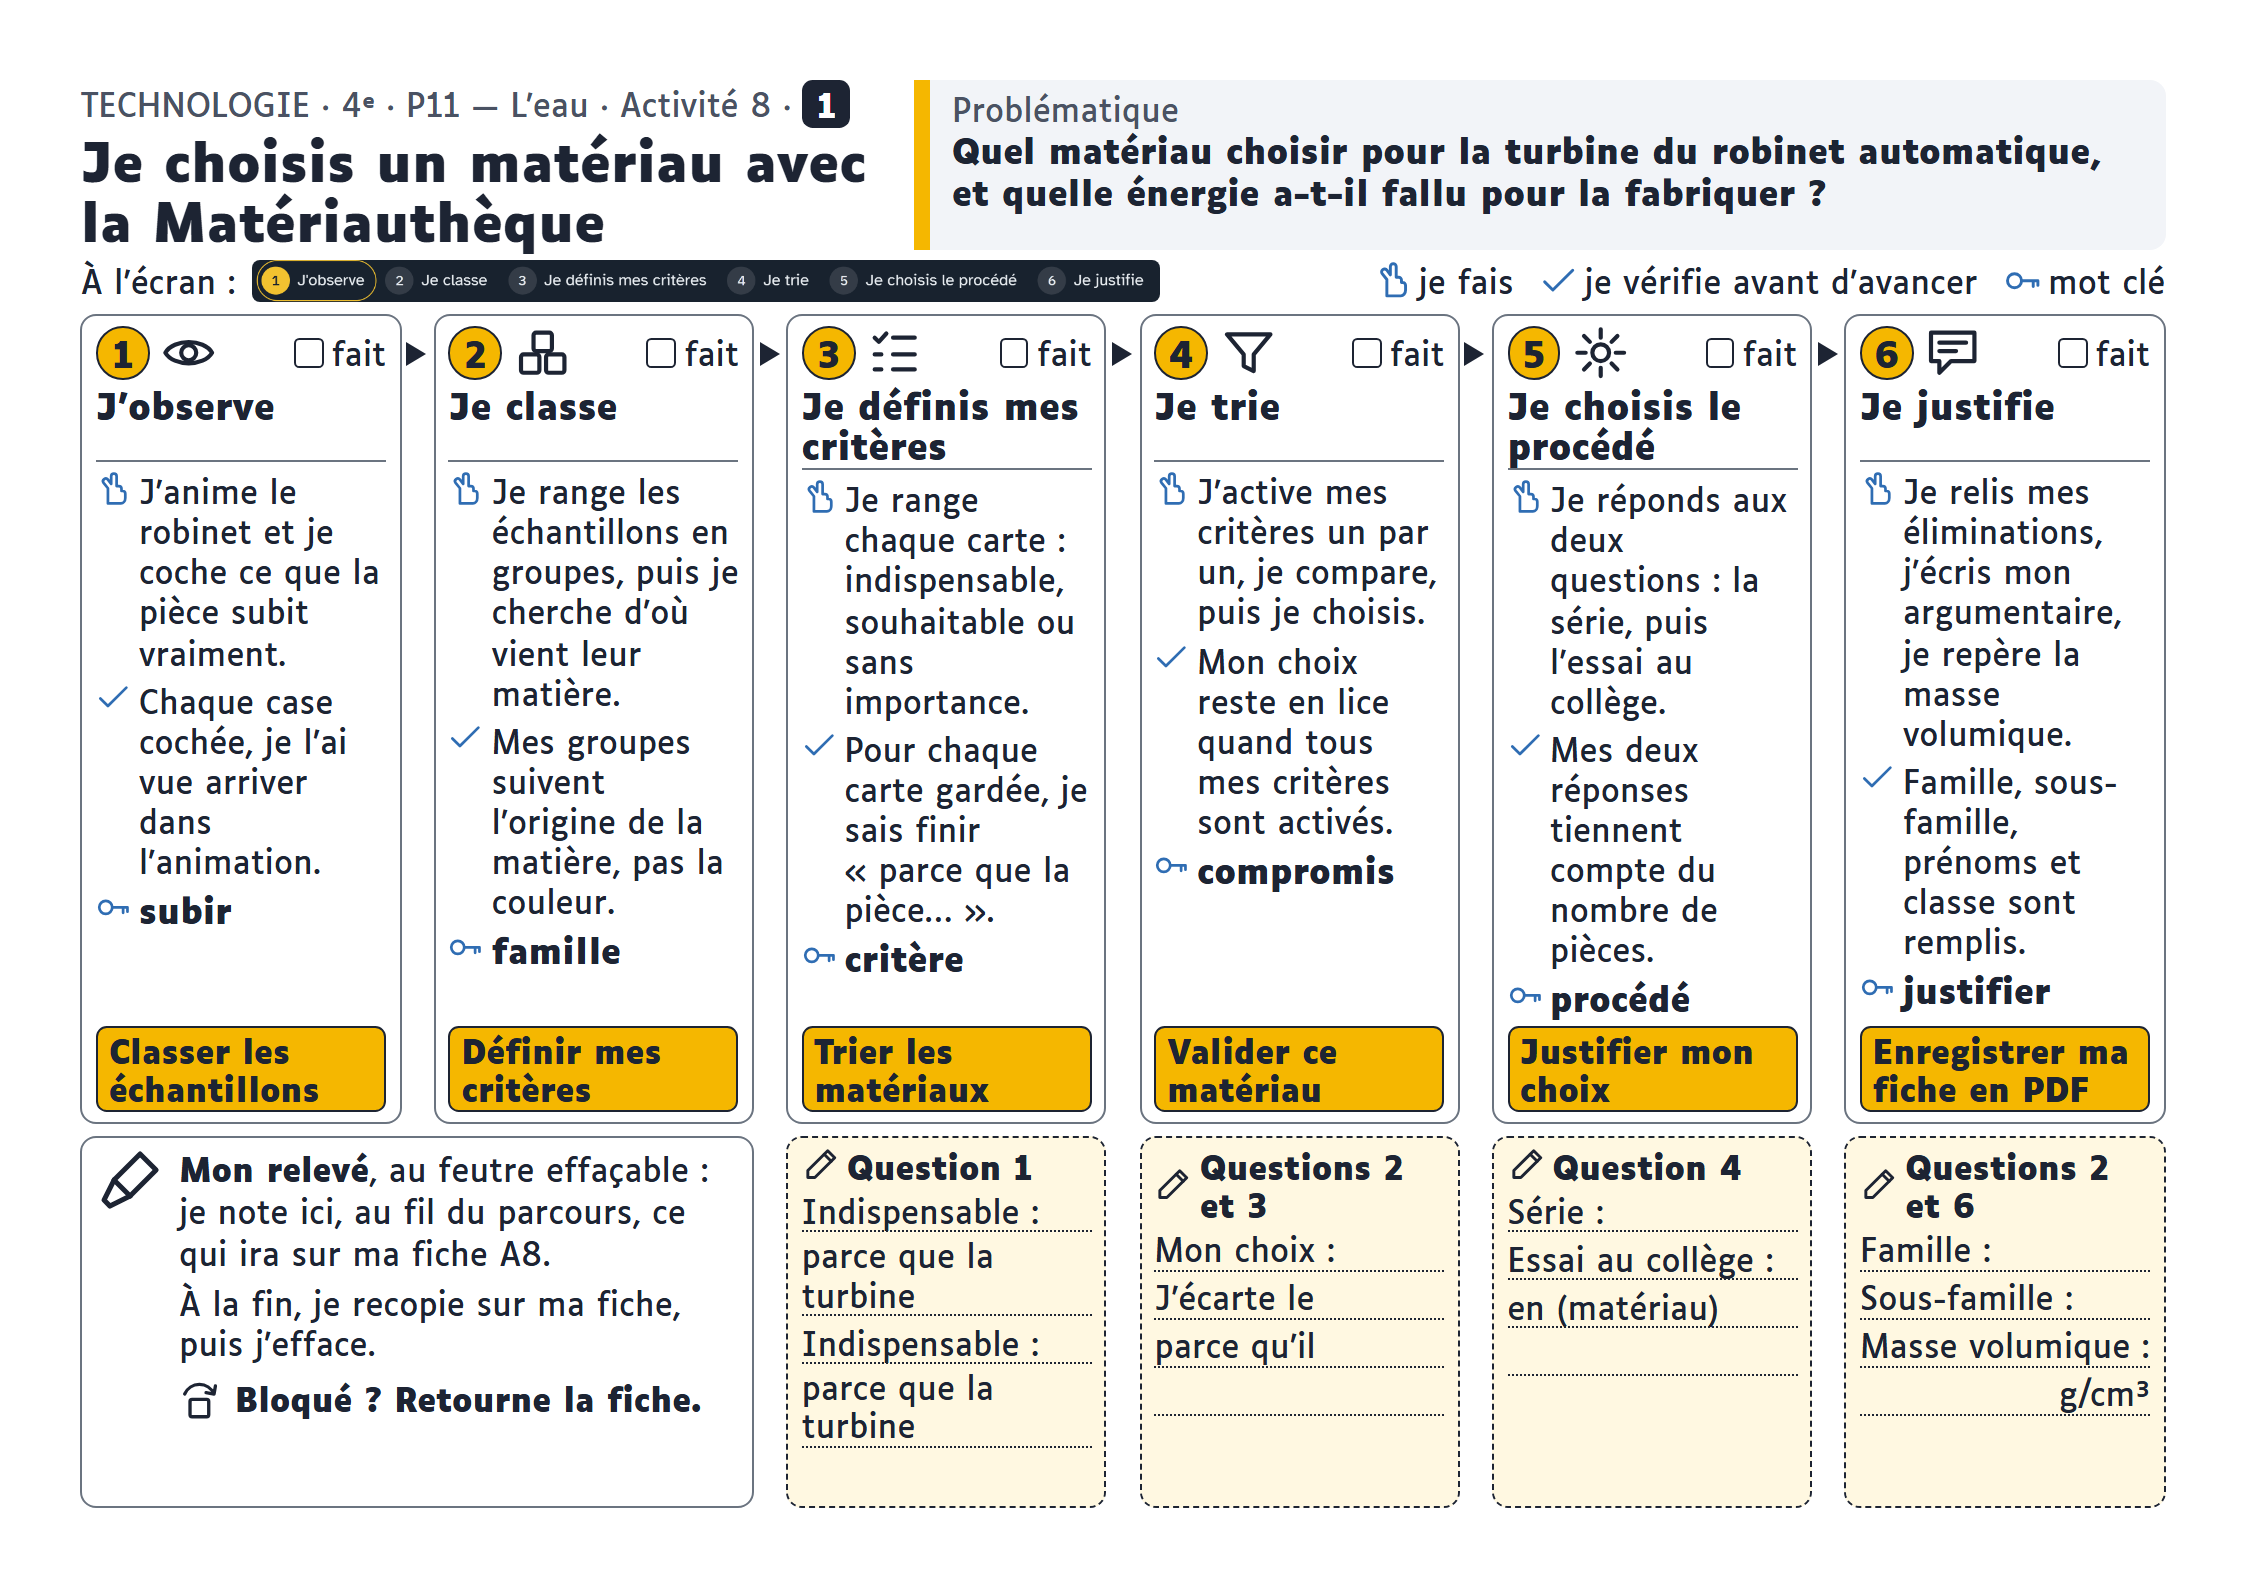 TECHNOLOGIE · 4ᵉ · P11 — L’eau · Activité 8 · 1
Je choisis un matériau avec
la Matériauthèque
Problématique
Quel matériau choisir pour la turbine du robinet automatique,
et quelle énergie a-t-il fallu pour la fabriquer ?
À l’écran :
1 J’observe 2 Je classe 3 Je définis mes critères 4 Je trie 5 Je choisis le procédé 6 Je justifie
je fais je vérifie avant d’avancer mot clé
1 fait
J’observe
J’anime le
robinet et je
coche ce que la
pièce subit
vraiment.
Chaque case
cochée, je l’ai
vue arriver
dans
l’animation.
subir
Classer les
échantillons
2 fait
Je classe
Je range les
échantillons en
groupes, puis je
cherche d’où
vient leur
matière.
Mes groupes
suivent
l’origine de la
matière, pas la
couleur.
famille
Définir mes
critères
3 fait
Je définis mes
critères
Je range
chaque carte :
indispensable,
souhaitable ou
sans
importance.
Pour chaque
carte gardée, je
sais finir
« parce que la
pièce… ».
critère
Trier les
matériaux
4 fait
Je trie
J’active mes
critères un par
un, je compare,
puis je choisis.
Mon choix
reste en lice
quand tous
mes critères
sont activés.
compromis
Valider ce
matériau
5 fait
Je choisis le
procédé
Je réponds aux
deux
questions : la
série, puis
l’essai au
collège.
Mes deux
réponses
tiennent
compte du
nombre de
pièces.
procédé
Justifier mon
choix
6 fait
Je justifie
Je relis mes
éliminations,
j’écris mon
argumentaire,
je repère la
masse
volumique.
Famille, sous-
famille,
prénoms et
classe sont
remplis.
justifier
Enregistrer ma
fiche en PDF
Mon relevé, au feutre effaçable :
je note ici, au fil du parcours, ce
qui ira sur ma fiche A8.
À la fin, je recopie sur ma fiche,
puis j’efface.
Bloqué ? Retourne la fiche.
Question 1
Indispensable :
parce que la
turbine
Indispensable :
parce que la
turbine
Questions 2
et 3
Mon choix :
J’écarte le
parce qu’il
Question 4
Série :
Essai au collège :
en (matériau)
Questions 2
et 6
Famille :
Sous-famille :
Masse volumique :
g/cm³